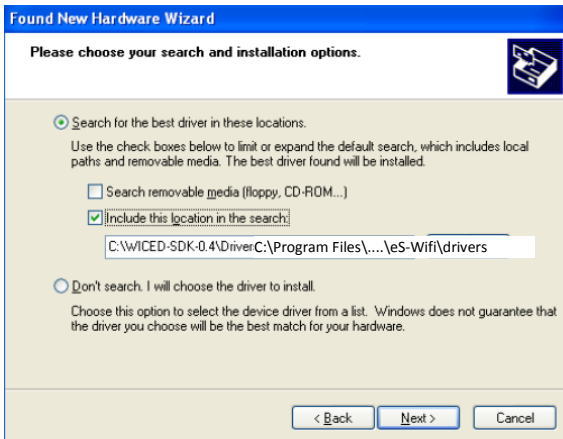 Found New Hardware Wizard
Please choose your search and installation options.
Search for the best driver in these locations.
Use the check boxes below to limit or expand the default search, which includes local
paths and removable media. The best driver found will be installed.
Search removable media (floppy, CD-ROM...)
Include this location in the search:
C:\WICED-SDK-0.4\DriverC:\Program Files\....\eS-Wifi\drivers
Don't search. I will choose the driver to install.
Choose this option to select the device driver from a list. Windows does not guarantee that
the driver you choose will be the best match for your hardware.
< Back Next > Cancel